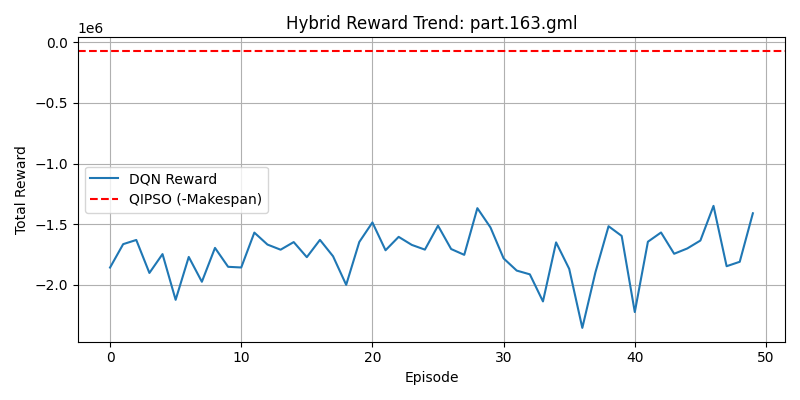 Hybrid Reward Trend: part.163.gml
1e6
0.0
−0.5
−1.0
−1.5
−2.0
Total Reward
DQN Reward
QIPSO (-Makespan)
0
10
20
30
40
50
Episode